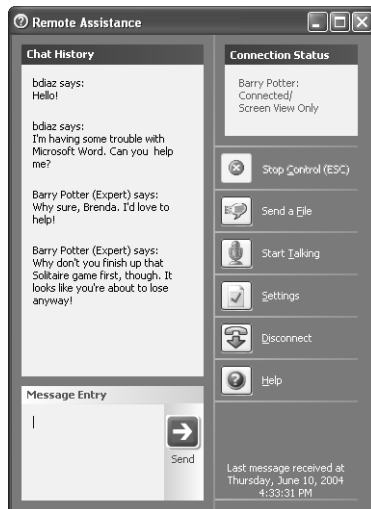 Remote Assistance
Chat History
bdiaz says:
Hello!
bdiaz says:
I'm having some trouble with
Microsoft Word. Can you help
me?
Barry Potter (Expert) says:
Why sure, Brenda. I'd love to
help!
Barry Potter (Expert) says:
Why don't you finish up that
Solitaire game first, though. It
looks like you're about to lose
anyway!
Message Entry
Send
Connection Status
Barry Potter:
Connected/
Screen View Only
Stop Control (ESC)
Send a File
Start Talking
Settings
Disconnect
Help
Last message received at
Thursday, June 10, 2004
4:33:31 PM